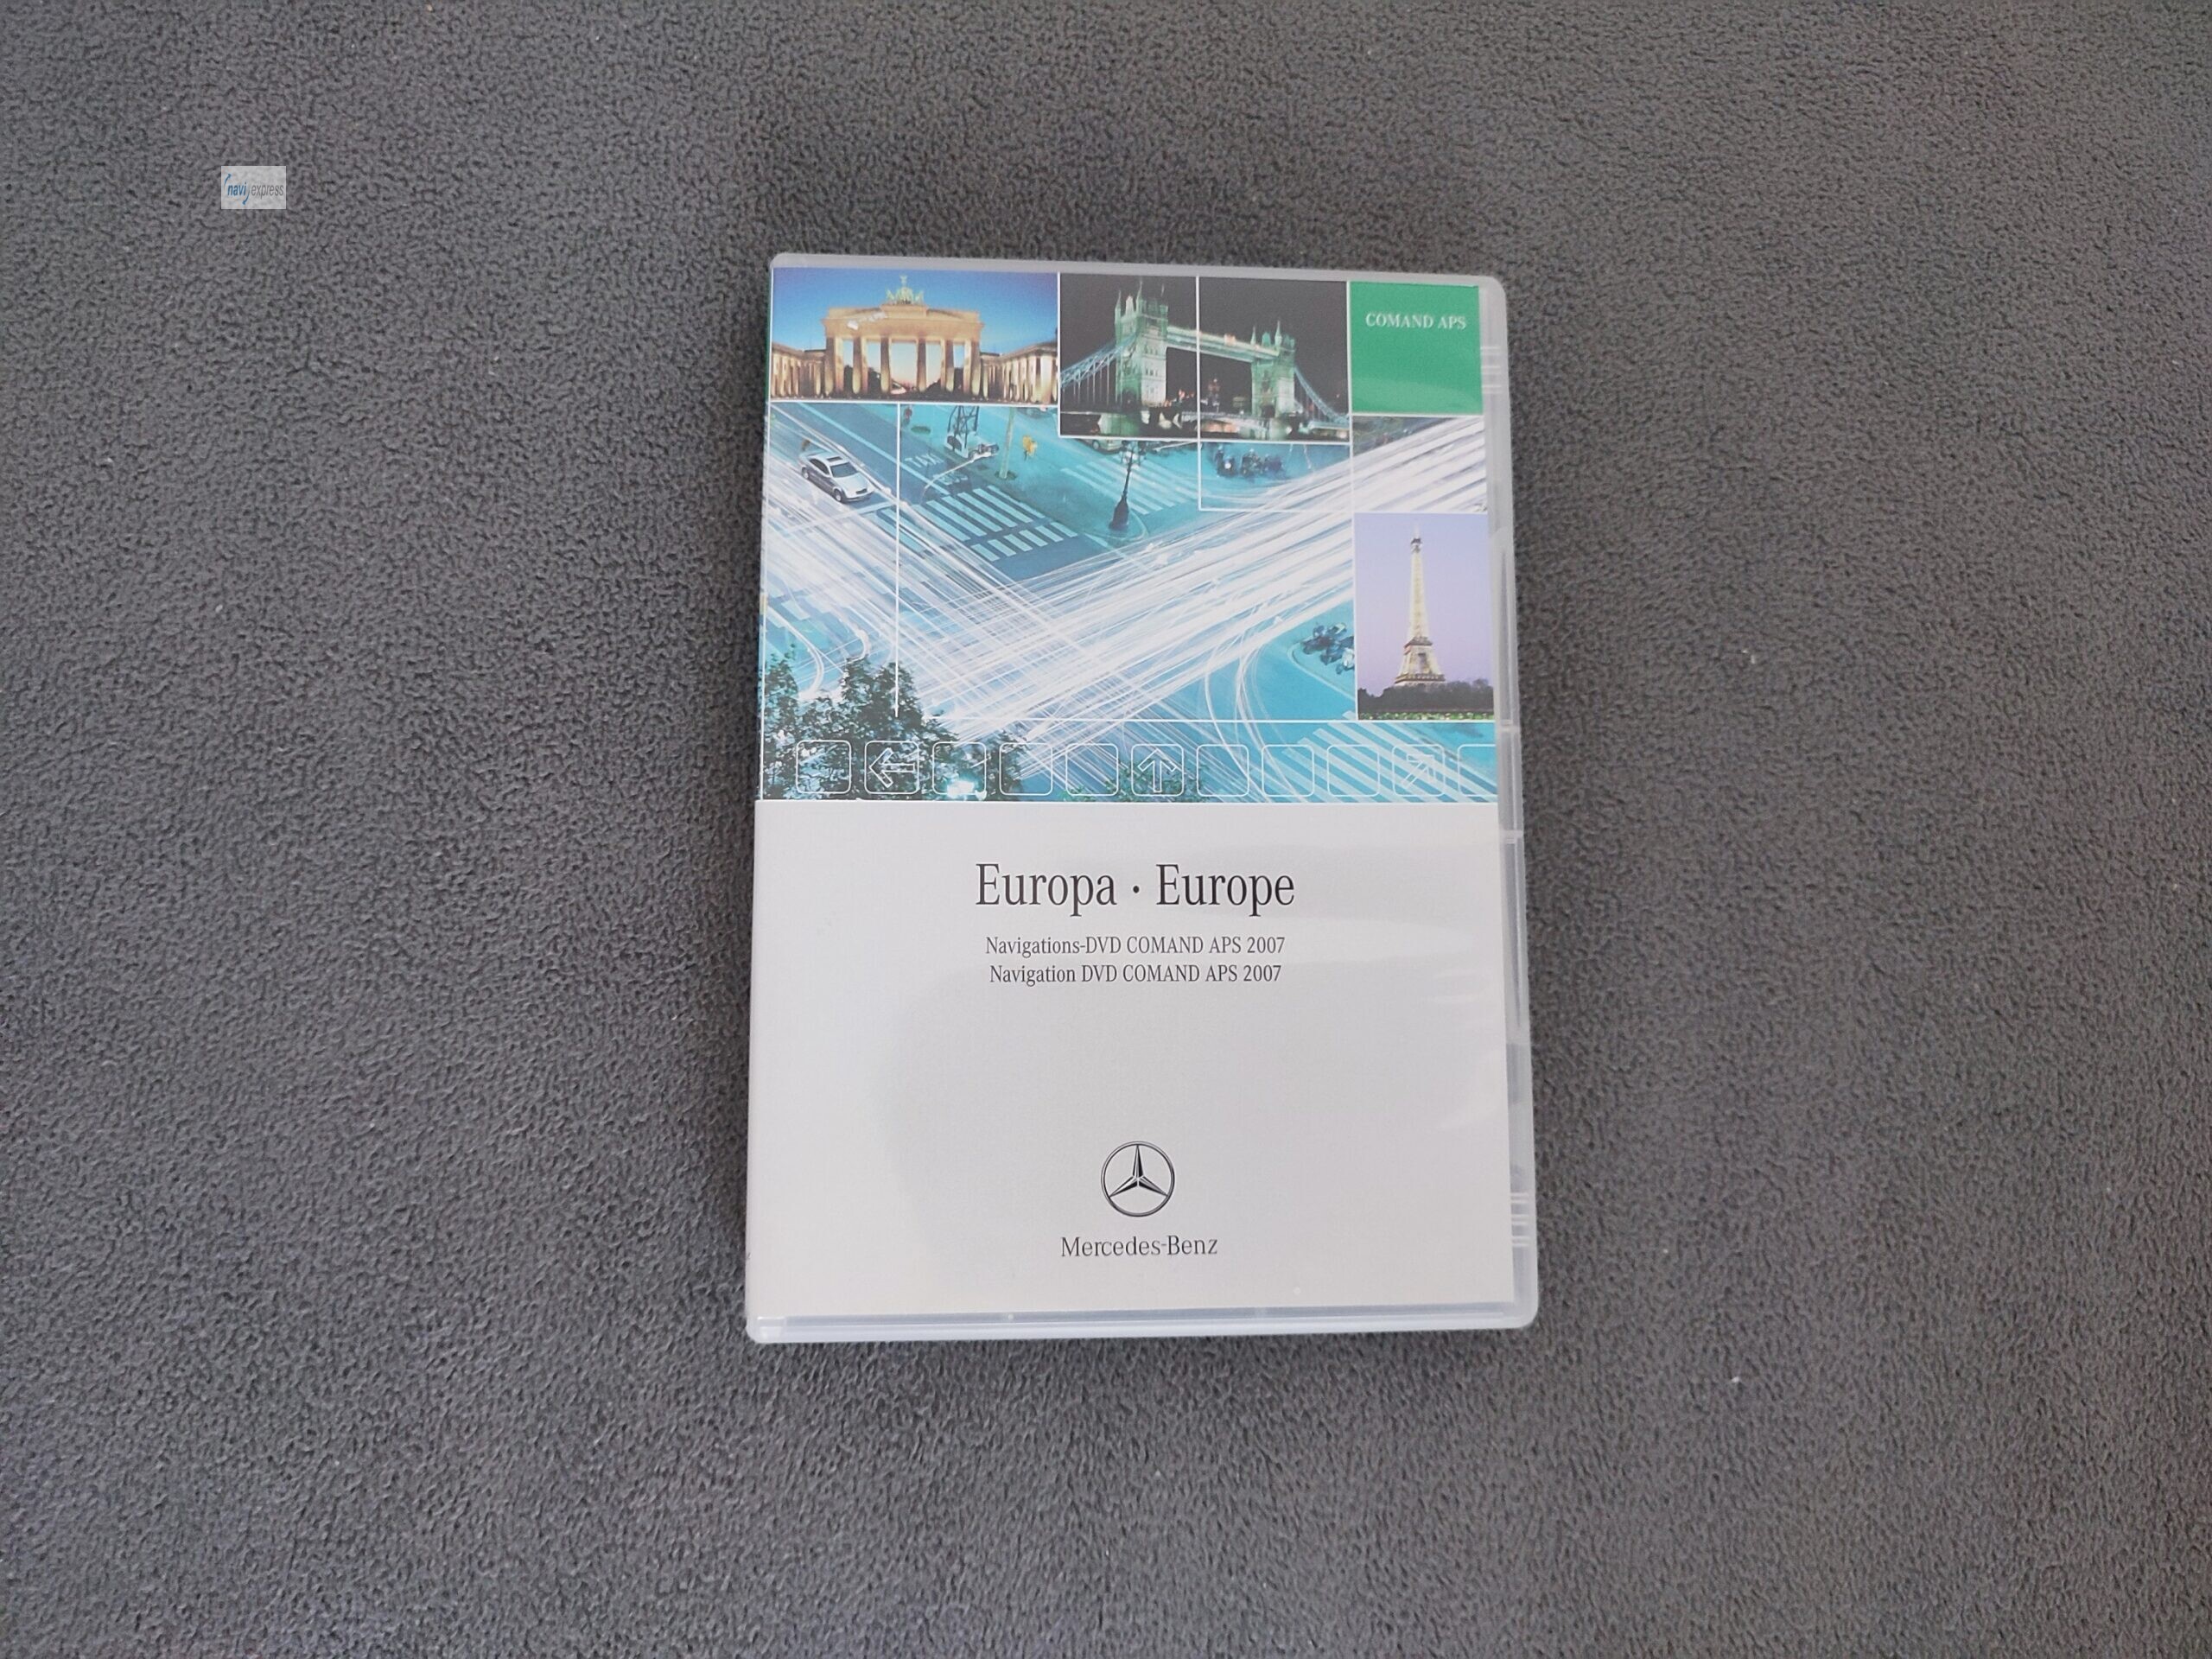 navi express
COMAND APS
Europa · Europe
Navigations-DVD COMAND APS 2007
Navigation DVD COMAND APS 2007
Mercedes-Benz